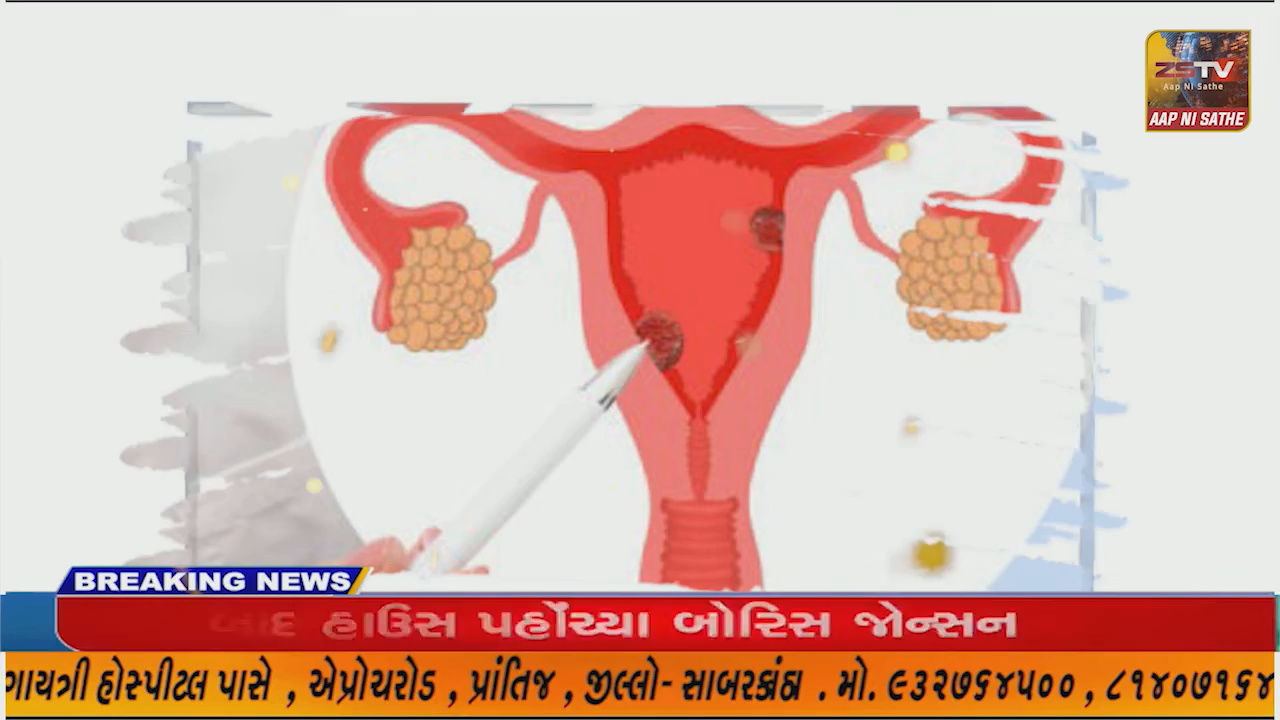 ZSTV
Aap Ni Sathe
AAP NI SATHE
BREAKING NEWS
બાદ હાઉસ પહોંચ્યા બોરિસ જોન્સન
ગાયત્રી હોસ્પીટલ પાસે , એપ્રોચરોડ , પ્રાંતિજ , જીલ્લો- સાબરકાંઠા . મો. ૯૩૨૭૬૪૫૦૦ , ૮૧૪૦૭૧૬૪